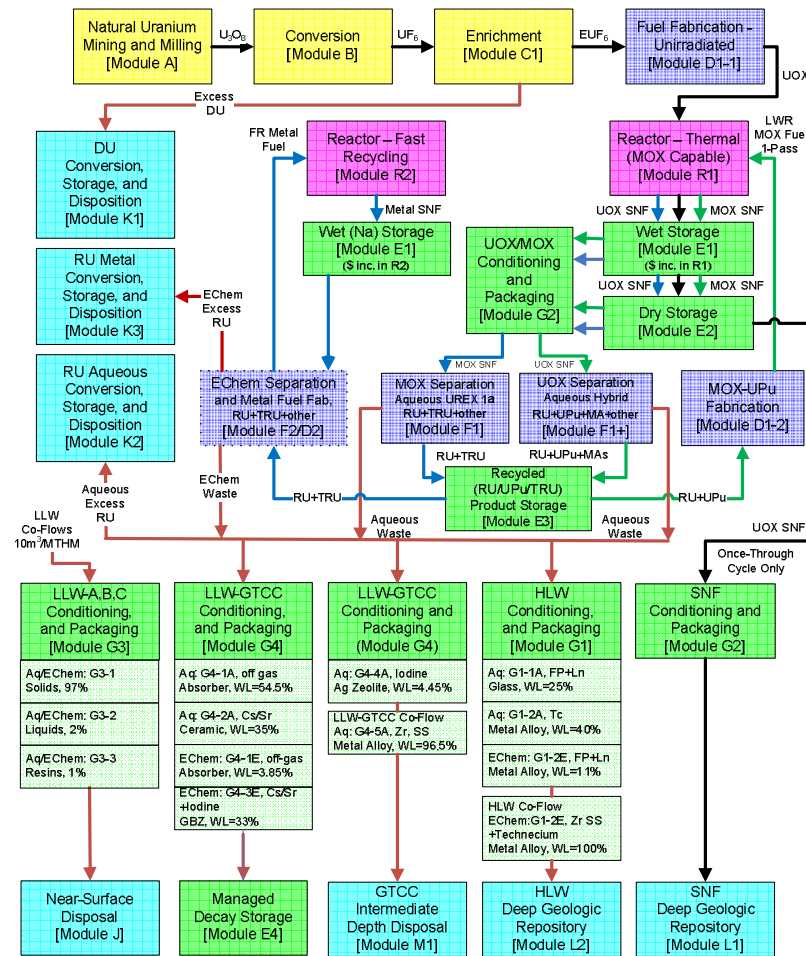 Natural Uranium
Mining and Milling
[Module A]
U₃O₈
Conversion
[Module B]
UF₆
Enrichment
[Module C1]
EUF₆
Fuel Fabrication -
Unirradiated
[Module D1-1]
UOX
Excess
DU
DU
Conversion,
Storage, and
Disposition
[Module K1]
FR Metal
Fuel
Reactor – Fast
Recycling
[Module R2]
Reactor – Thermal
(MOX Capable)
[Module R1]
LWR
MOX Fue
1-Pass
Metal SNF
UOX SNF
MOX SNF
Wet (Na) Storage
[Module E1]
($ inc. in R2)
UOX/MOX
Conditioning
and
Packaging
[Module G2]
Wet Storage
[Module E1]
($ inc. in R1)
UOX SNF
MOX SNF
Dry Storage
[Module E2]
RU Metal
Conversion,
Storage, and
Disposition
[Module K3]
EChem
Excess
RU
RU Aqueous
Conversion,
Storage, and
Disposition
[Module K2]
MOX SNF
UOX SNF
EChem Separation
and Metal Fuel Fab.
RU+TRU+other
[Module F2/D2]
MOX Separation
Aqueous UREX 1a
RU+TRU+other
[Module F1]
UOX Separation
Aqueous Hybrid
RU+UPu+MA+other
[Module F1+]
MOX-UPu
Fabrication
[Module D1-2]
RU+TRU
RU+UPu+MAs
Aqueous
Excess
RU
EChem
Waste
RU+TRU
Recycled
(RU/UPu/TRU)
Product Storage
[Module E3]
RU+UPu
LLW
Co-Flows
10m³/MTHM
Aqueous
Waste
Aqueous
Waste
UOX SNF
Once-Through
Cycle Only
LLW-A,B,C
Conditioning,
and Packaging
[Module G3]
LLW-GTCC
Conditioning,
and Packaging
[Module G4]
LLW-GTCC
Conditioning and
Packaging
(Module G4)
HLW
Conditioning,
and Packaging
[Module G1]
SNF
Conditioning and
Packaging
[Module G2]
Aq/EChem: G3-1
Solids, 97%
Aq/EChem: G3-2
Liquids, 2%
Aq/EChem: G3-3
Resins, 1%
Aq: G4-1A, off gas
Absorber, WL=54.5%
Aq: G4-2A, Cs/Sr
Ceramic, WL=35%
EChem: G4-1E, off-gas
Absorber, WL=3.85%
EChem: G4-3E, Cs/Sr
+Iodine
GBZ, WL=33%
Aq: G4-4A, Iodine
Ag Zeolite, WL=4.45%
LLW-GTCC Co-Flow
Aq: G4-5A, Zr, SS
Metal Alloy, WL=96.5%
Aq: G1-1A, FP+Ln
Glass, WL=25%
Aq: G1-2A, Tc
Metal Alloy, WL=40%
EChem: G1-2E, FP+Ln
Metal Alloy, WL=11%
HLW Co-Flow
EChem:G1-2E, Zr SS
+Technecium
Metal Alloy, WL=100%
Near-Surface
Disposal
[Module J]
Managed
Decay Storage
[Module E4]
GTCC
Intermediate
Depth Disposal
[Module M1]
HLW
Deep Geologic
Repository
[Module L2]
SNF
Deep Geologic
Repository
[Module L1]